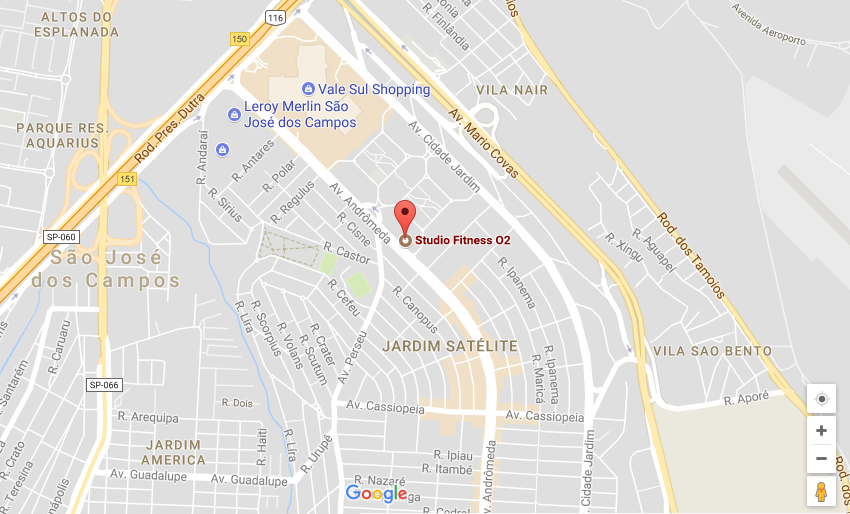 ALTOS DO
ESPLANADA
116
150
R. da
Finlândia
Avenida Aeroporto
Vale Sul Shopping
VILA NAIR
Leroy Merlin São
José dos Campos
Rod. Pres. Dutra
Av. Mario Covas
PARQUE RES.
AQUARIUS
R. Andaraí
R. Antares
Av. Cidade Jardim
R. Polar
151
R. Regulus
R. Sirius
Av. Andrômeda
R. Cisne
Studio Fitness O2
SP-060
São José
dos Campos
R. Castor
R. Aguapel
R. Xingu
Rod. dos Tamoios
R. Ipanema
R. Cefeu
R. Canopus
R. Lira
R. Scorpius
R. Volans
R. Crater
R. Scutum
Av. Perseu
R. Caruaru
JARDIM SATÉLITE
VILA SAO BENTO
R. Ipanema
R. Maricá
Santarém
SP-066
R. Aporé
R. Dois
Av. Cassiopeia
Av. Cassiopeia
R. Arequipa
R. Haiti
R. Lira
R. Urupê
JARDIM
AMERICA
R. Crato
R. Teresina
Av. Guadalupe
Av. Guadalupe
R. Ipiau
R. Itambé
R. Nazaré
Av. Andrômeda
Cidade Jardim
Rod. dos
Google
+
−